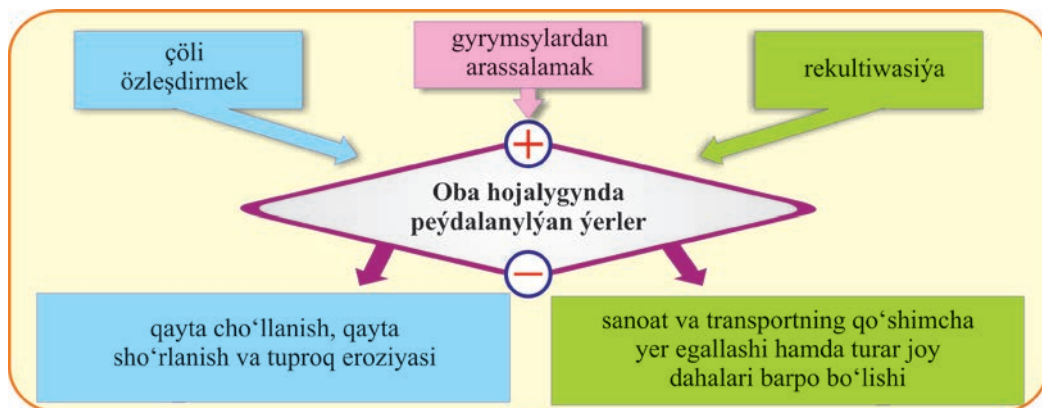 çöli
özleşdirmek
gyrymsylardan
arassalamak
rekultiwasiýa
+
Oba hojalygynda
peýdalanylýan ýerler
−
qayta cho‘llanish, qayta
sho‘rlanish va tuproq eroziyasi
sanoat va transportning qo‘shimcha
yer egallashi hamda turar joy
dahalari barpo bo‘lishi